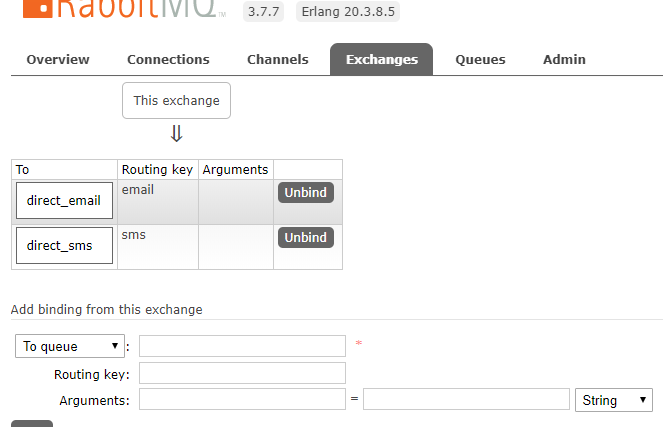 RabbitMQ™ 3.7.7 Erlang 20.3.8.5
Overview Connections Channels Exchanges Queues Admin
This exchange
⇓
To Routing key Arguments
direct_email email Unbind
direct_sms sms Unbind
Add binding from this exchange
To queue ▼ : *
Routing key:
Arguments: = String ▼